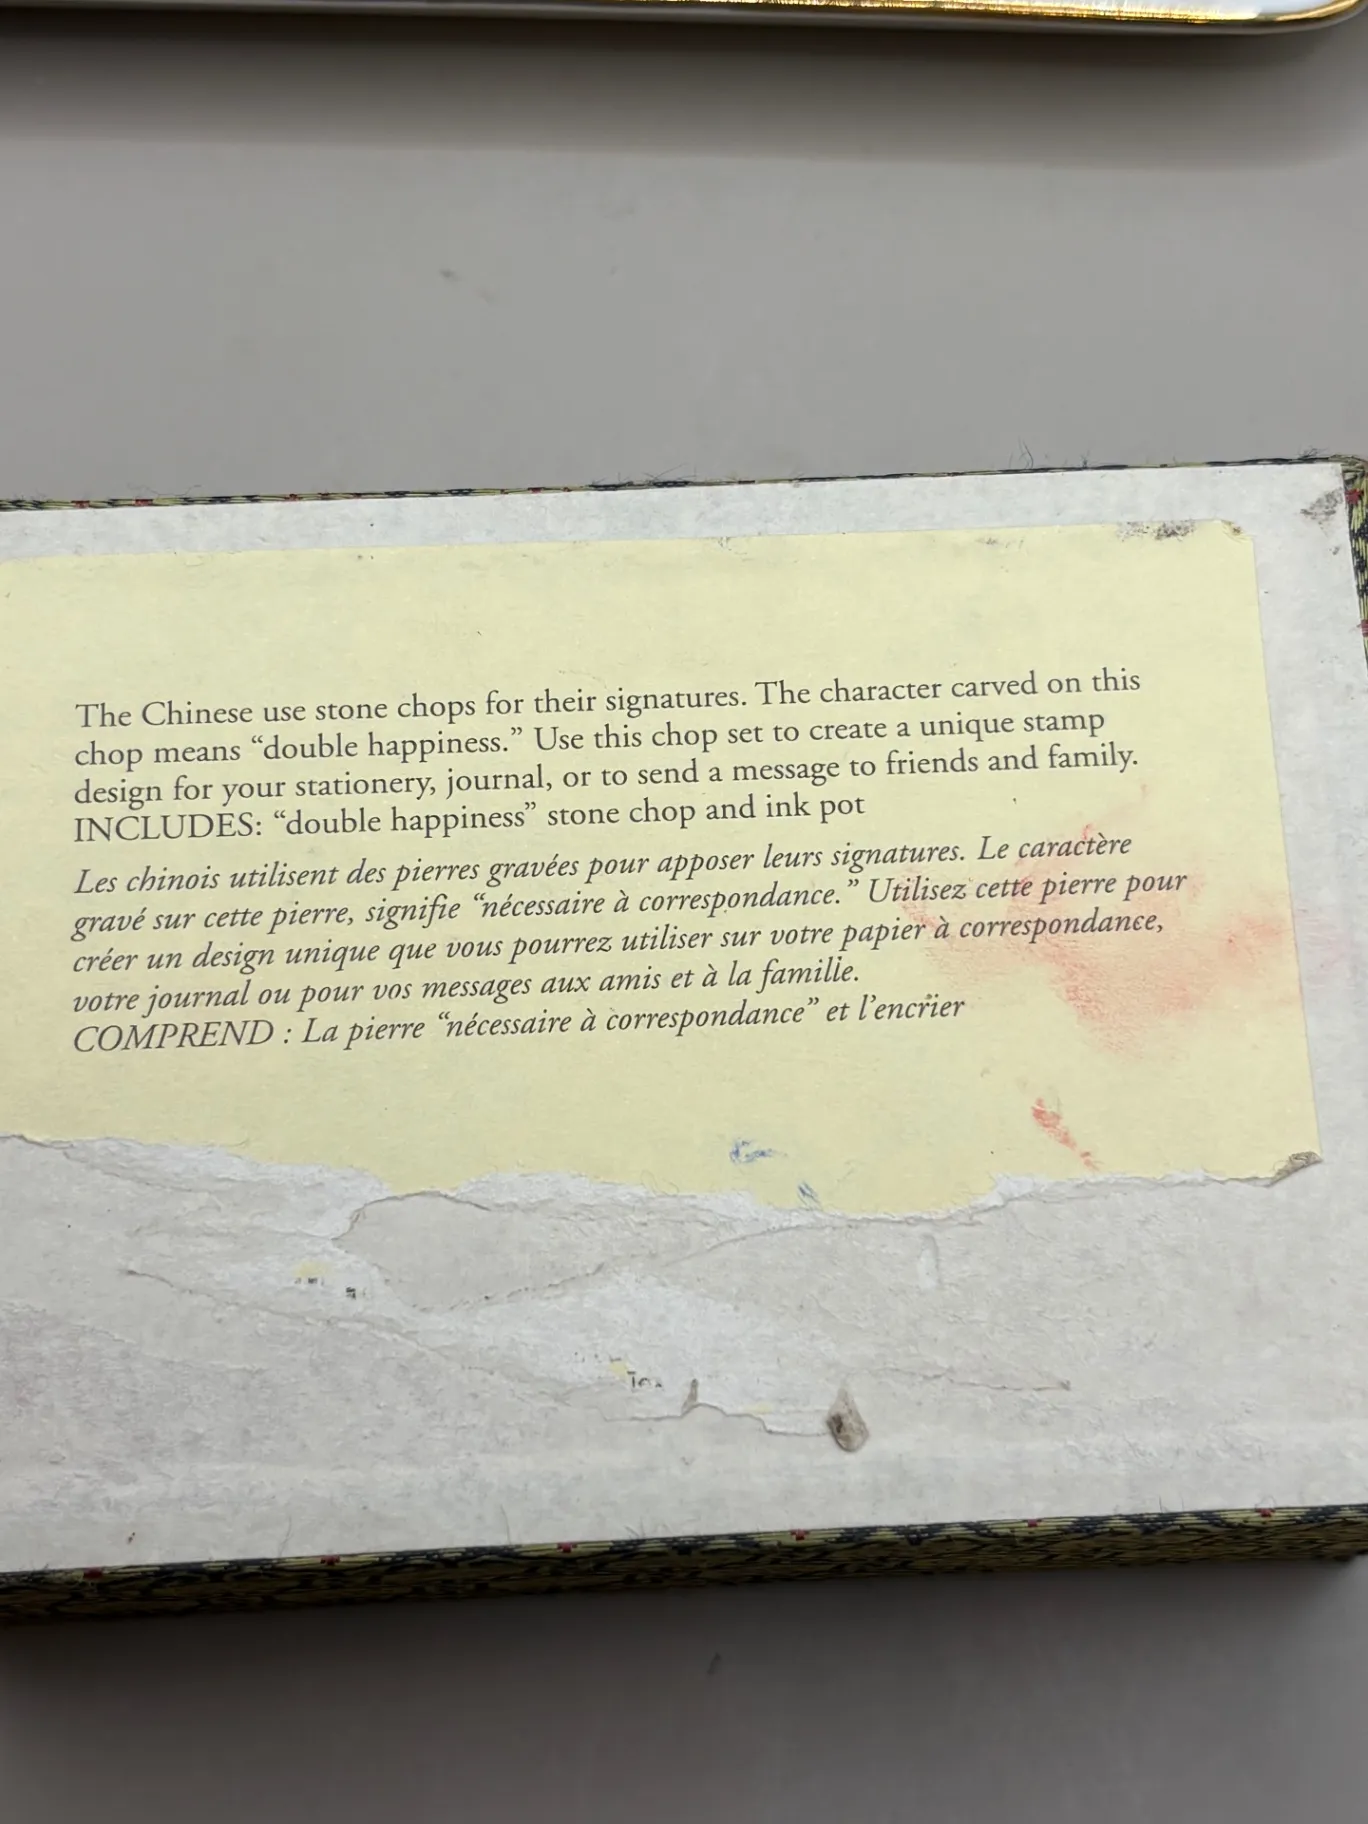 The Chinese use stone chops for their signatures. The character carved on this
chop means “double happiness.” Use this chop set to create a unique stamp
design for your stationery, journal, or to send a message to friends and family.
INCLUDES: “double happiness” stone chop and ink pot
Les chinois utilisent des pierres gravées pour apposer leurs signatures. Le caractère
gravé sur cette pierre, signifie “nécessaire à correspondance.” Utilisez cette pierre pour
créer un design unique que vous pourrez utiliser sur votre papier à correspondance,
votre journal ou pour vos messages aux amis et à la famille.
COMPREND : La pierre “nécessaire à correspondance” et l’encrier